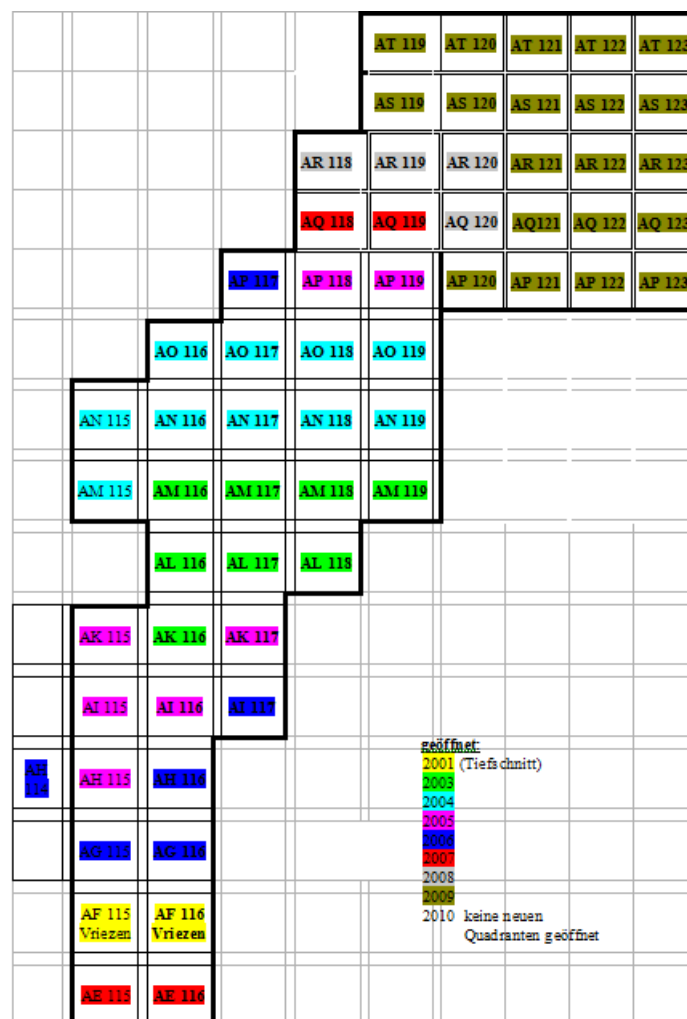 AT 119 AT 120 AT 121 AT 122 AT 123
AS 119 AS 120 AS 121 AS 122 AS 123
AR 118 AR 119 AR 120 AR 121 AR 122 AR 123
AQ 118 AQ 119 AQ 120 AQ121 AQ 122 AQ 123
AP 117 AP 118 AP 119 AP 120 AP 121 AP 122 AP 123
AO 116 AO 117 AO 118 AO 119
AN 115 AN 116 AN 117 AN 118 AN 119
AM 115 AM 116 AM 117 AM 118 AM 119
AL 116 AL 117 AL 118
AK 115 AK 116 AK 117
AI 115 AI 116 AI 117
AH
114
AH 115 AH 116
AG 115 AG 116
AF 115
Vriezen
AF 116
Vriezen
AE 115 AE 116
geöffnet:
2001 (Tiefschnitt)
2003
2004
2005
2006
2007
2008
2009
2010 keine neuen
Quadranten geöffnet